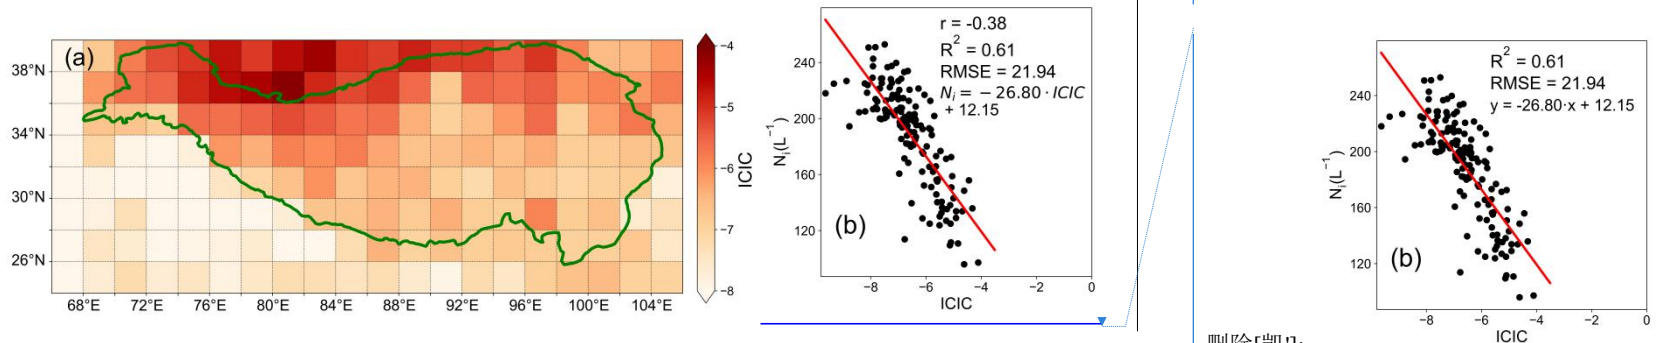 (a)
38°N
34°N
30°N
26°N
68°E 72°E 76°E 80°E 84°E 88°E 92°E 96°E 100°E 104°E
−4
−5
−6
−7
−8
ICIC
r = -0.38
R² = 0.61
RMSE = 21.94
Nᵢ = − 26.80 · ICIC
+ 12.15
240
200
160
120
Nᵢ(L⁻¹)
(b)
−8 −6 −4 −2 0
ICIC
R² = 0.61
RMSE = 21.94
y = -26.80·x + 12.15
240
200
160
120
Nᵢ(L⁻¹)
(b)
−8 −6 −4 −2 0
ICIC